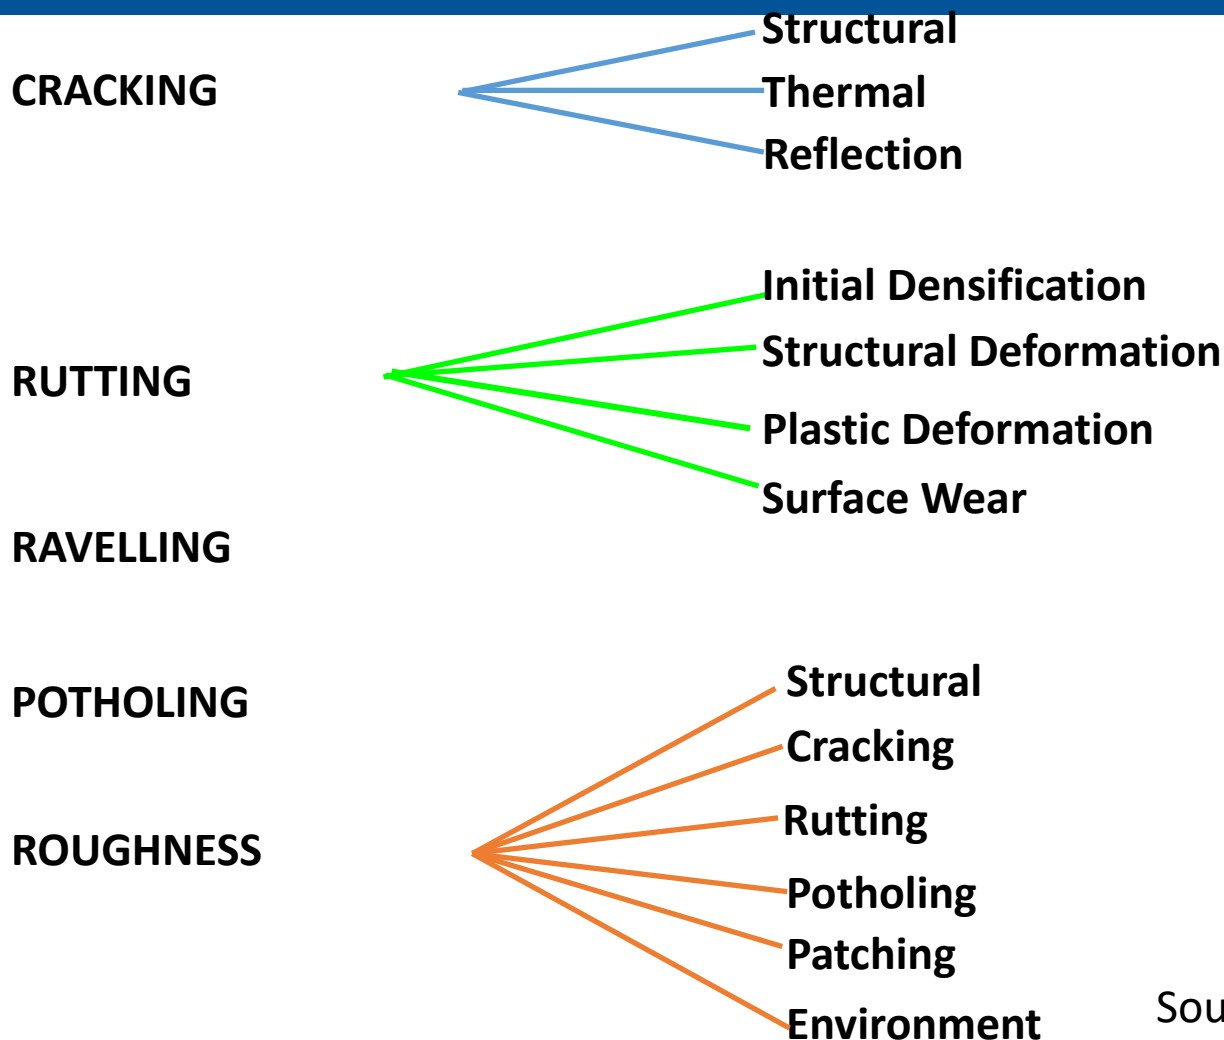 CRACKING
Structural
Thermal
Reflection
RUTTING
Initial Densification
Structural Deformation
Plastic Deformation
Surface Wear
RAVELLING
POTHOLING
ROUGHNESS
Structural
Cracking
Rutting
Potholing
Patching
Environment
Sou